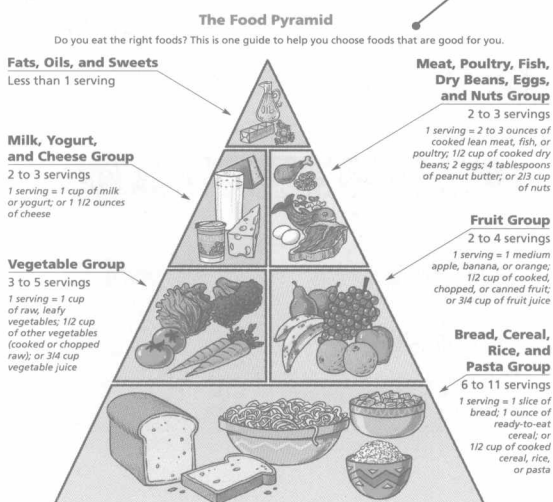 The Food Pyramid
Do you eat the right foods? This is one guide to help you choose foods that are good for you.
Fats, Oils, and Sweets
Less than 1 serving
Meat, Poultry, Fish,
Dry Beans, Eggs,
and Nuts Group
2 to 3 servings
1 serving = 2 to 3 ounces of
cooked lean meat, fish, or
poultry; 1/2 cup of cooked dry
beans; 2 eggs; 4 tablespoons
of peanut butter; or 2/3 cup
of nuts
Milk, Yogurt,
and Cheese Group
2 to 3 servings
1 serving = 1 cup of milk
or yogurt; or 1 1/2 ounces
of cheese
Fruit Group
2 to 4 servings
1 serving = 1 medium
apple, banana, or orange;
1/2 cup of cooked,
chopped, or canned fruit;
or 3/4 cup of fruit juice
Vegetable Group
3 to 5 servings
1 serving = 1 cup
of raw, leafy
vegetables; 1/2 cup
of other vegetables
(cooked or chopped
raw); or 3/4 cup
vegetable juice
Bread, Cereal,
Rice, and
Pasta Group
6 to 11 servings
1 serving = 1 slice of
bread; 1 ounce of
ready-to-eat
cereal; or
1/2 cup of cooked
cereal, rice,
or pasta